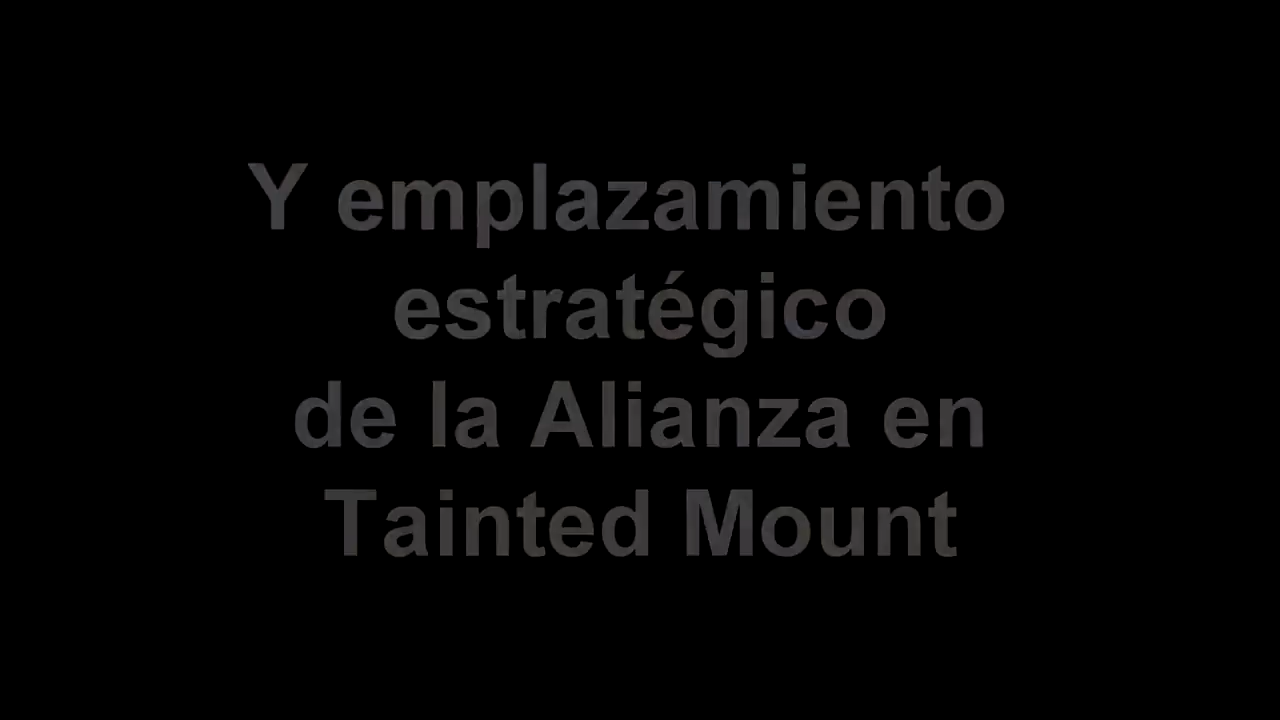 Y emplazamiento
estratégico
de la Alianza en
Tainted Mount